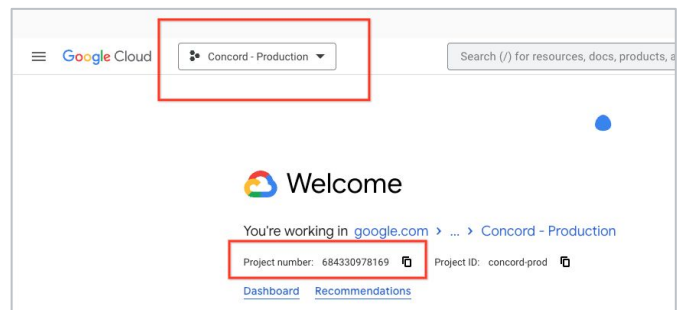 Google Cloud Concord - Production Search (/) for resources, docs, products, a
Welcome
You're working in google.com > ... > Concord - Production
Project number: 684330978169 Project ID: concord-prod
Dashboard Recommendations